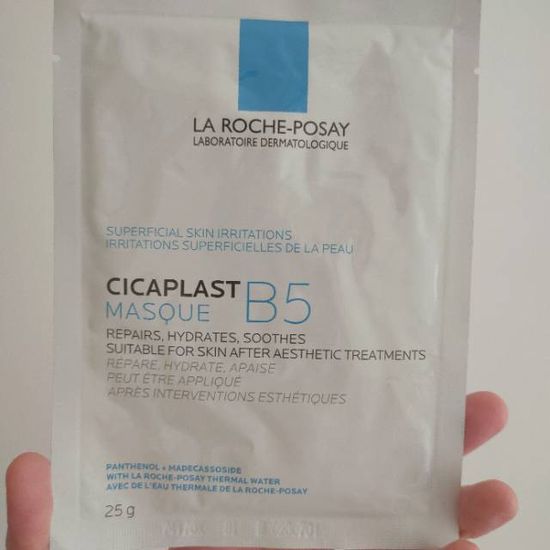 LA ROCHE-POSAY
LABORATOIRE DERMATOLOGIQUE
SUPERFICIAL SKIN IRRITATIONS
IRRITATIONS SUPERFICIELLES DE LA PEAU
CICAPLAST B5
MASQUE
REPAIRS, HYDRATES, SOOTHES
SUITABLE FOR SKIN AFTER AESTHETIC TREATMENTS
RÉPARE, HYDRATE, APAISE
PEUT ÊTRE APPLIQUÉ
APRÈS INTERVENTIONS ESTHÉTIQUES
PANTHENOL + MADECASSOSIDE
WITH LA ROCHE-POSAY THERMAL WATER
AVEC DE L'EAU THERMALE DE LA ROCHE-POSAY
25 g